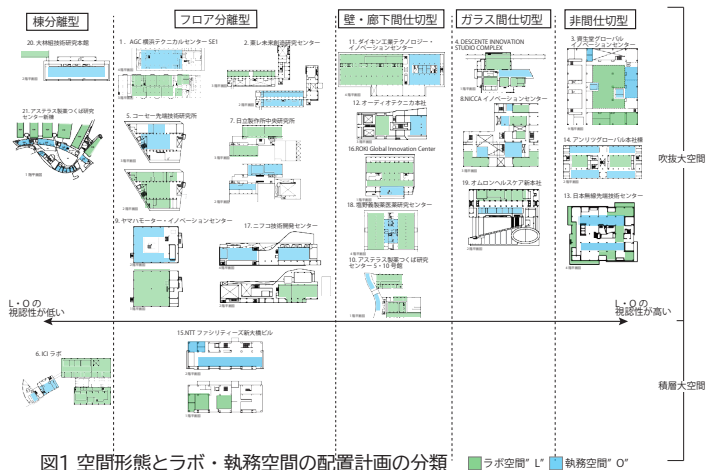 棟分離型
フロア分離型
壁・廊下間仕切型
ガラス間仕切型
非間仕切型
20. 大林組技術研究本館
21. アステラス製薬つくば研究
センター新棟
1. AGC 横浜テクニカルセンター SE1
2. 東レ未来創造研究センター
5. コーセー先端技術研究所
7. 日立製作所中央研究所
9. ヤマハモーター・イノベーションセンター
17. ニフコ技術開発センター
11. ダイキン工業テクノロジー・
イノベーションセンター
12. オーディオテクニカ本社
16.ROKI Global Innovation Center
18. 塩野義製薬医薬研究センター
10. アステラス製薬つくば研究
センター 5・10 号館
4. DESCENTE INNOVATION
STUDIO COMPLEX
8.NICCA イノベーションセンター
19. オムロンヘルスケア新本社
3. 資生堂グローバル
イノベーションセンター
14. アンリツグローバル本社棟
13. 日本無線先端技術センター
吹抜大空間
L・O の
視認性が低い
L・O の
視認性が高い
6. ICI ラボ
15.NTT ファシリティーズ新大橋ビル
積層大空間
図1 空間形態とラボ・執務空間の配置計画の分類
ラボ空間" L"
執務空間" O"